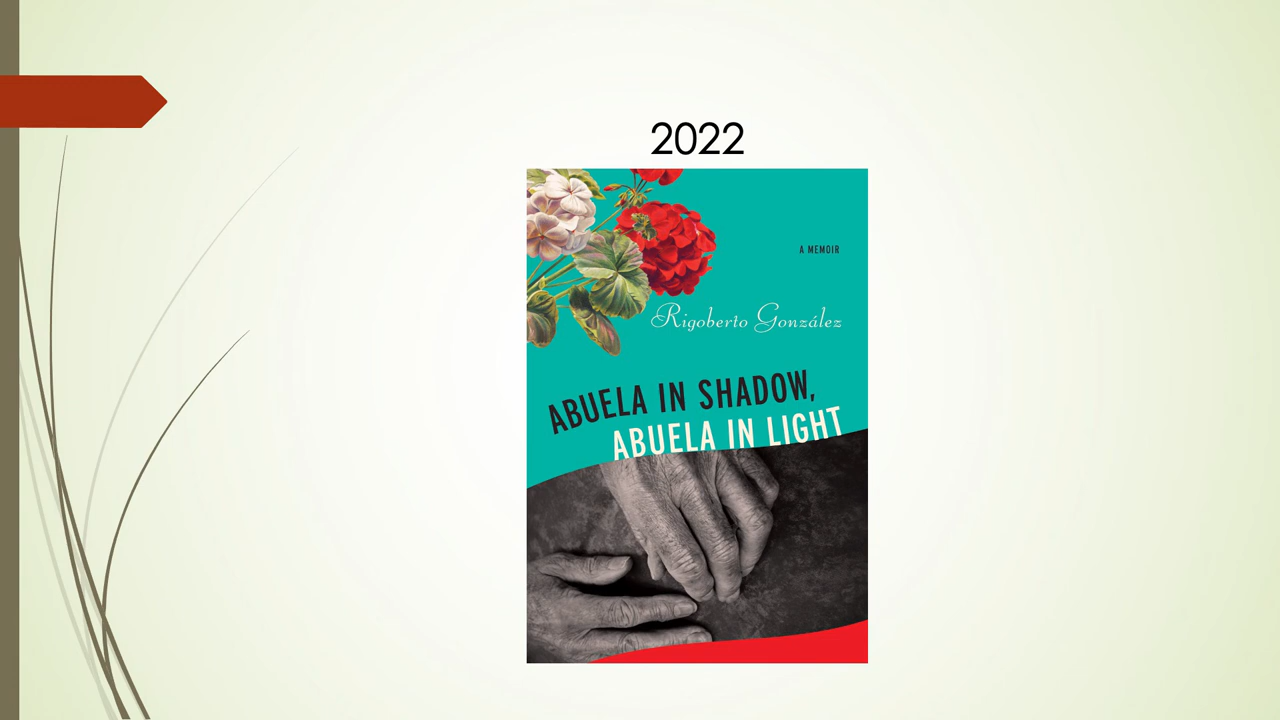 2022
A MEMOIR
Rigoberto González
ABUELA IN SHADOW,
ABUELA IN LIGHT